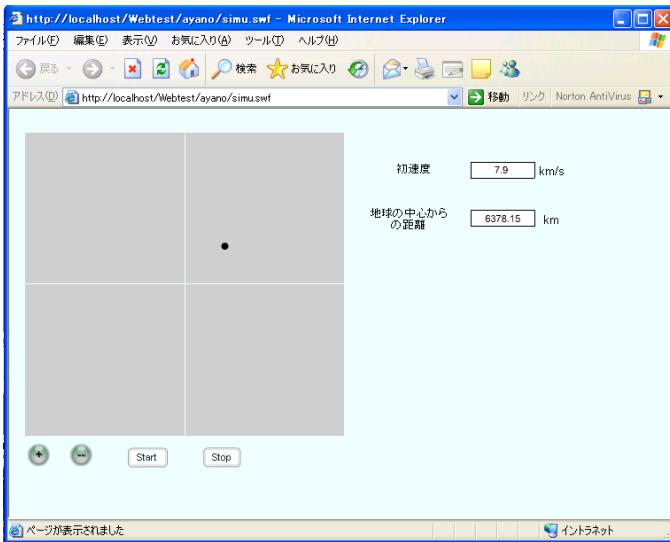 http://localhost/Webtest/ayano/simu.swf - Microsoft Internet Explorer
ファイル(F) 編集(E) 表示(V) お気に入り(A) ツール(T) ヘルプ(H)
戻る 検索 お気に入り
アドレス(D) http://localhost/Webtest/ayano/simu.swf 移動 リンク Norton AntiVirus
初速度 7.9 km/s
地球の中心から
の距離 6378.15 km
+ - Start Stop
ページが表示されました イントラネット